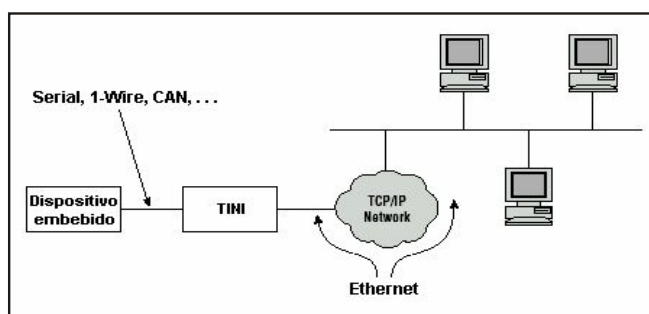 Serial, 1-Wire, CAN, . . .
Dispositivo
embebido
TINI
TCP/IP
Network
Ethernet